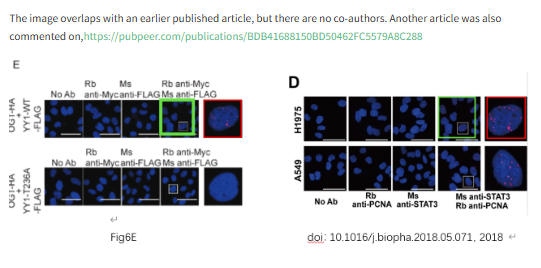 The image overlaps with an earlier published article, but there are no co-authors. Another article was also
commented on,https://pubpeer.com/publications/BDB41688150BD50462FC5579A8C288
E
Rb Ms Rb anti-Myc
No Ab anti-Myc anti-FLAG Ms anti-FLAG
OGT-HA
+
YY1-WT
-FLAG
Rb Ms Rb anti-Myc
No Ab anti-Myc anti-FLAG Ms anti-FLAG
OGT-HA
+
YY1-T236A
-FLAG
Fig6E
D
H1975
A549
No Ab Rb Ms Ms anti-STAT3
anti-PCNA anti-STAT3 Rb anti-PCNA
doi: 10.1016/j.biopha.2018.05.071, 2018